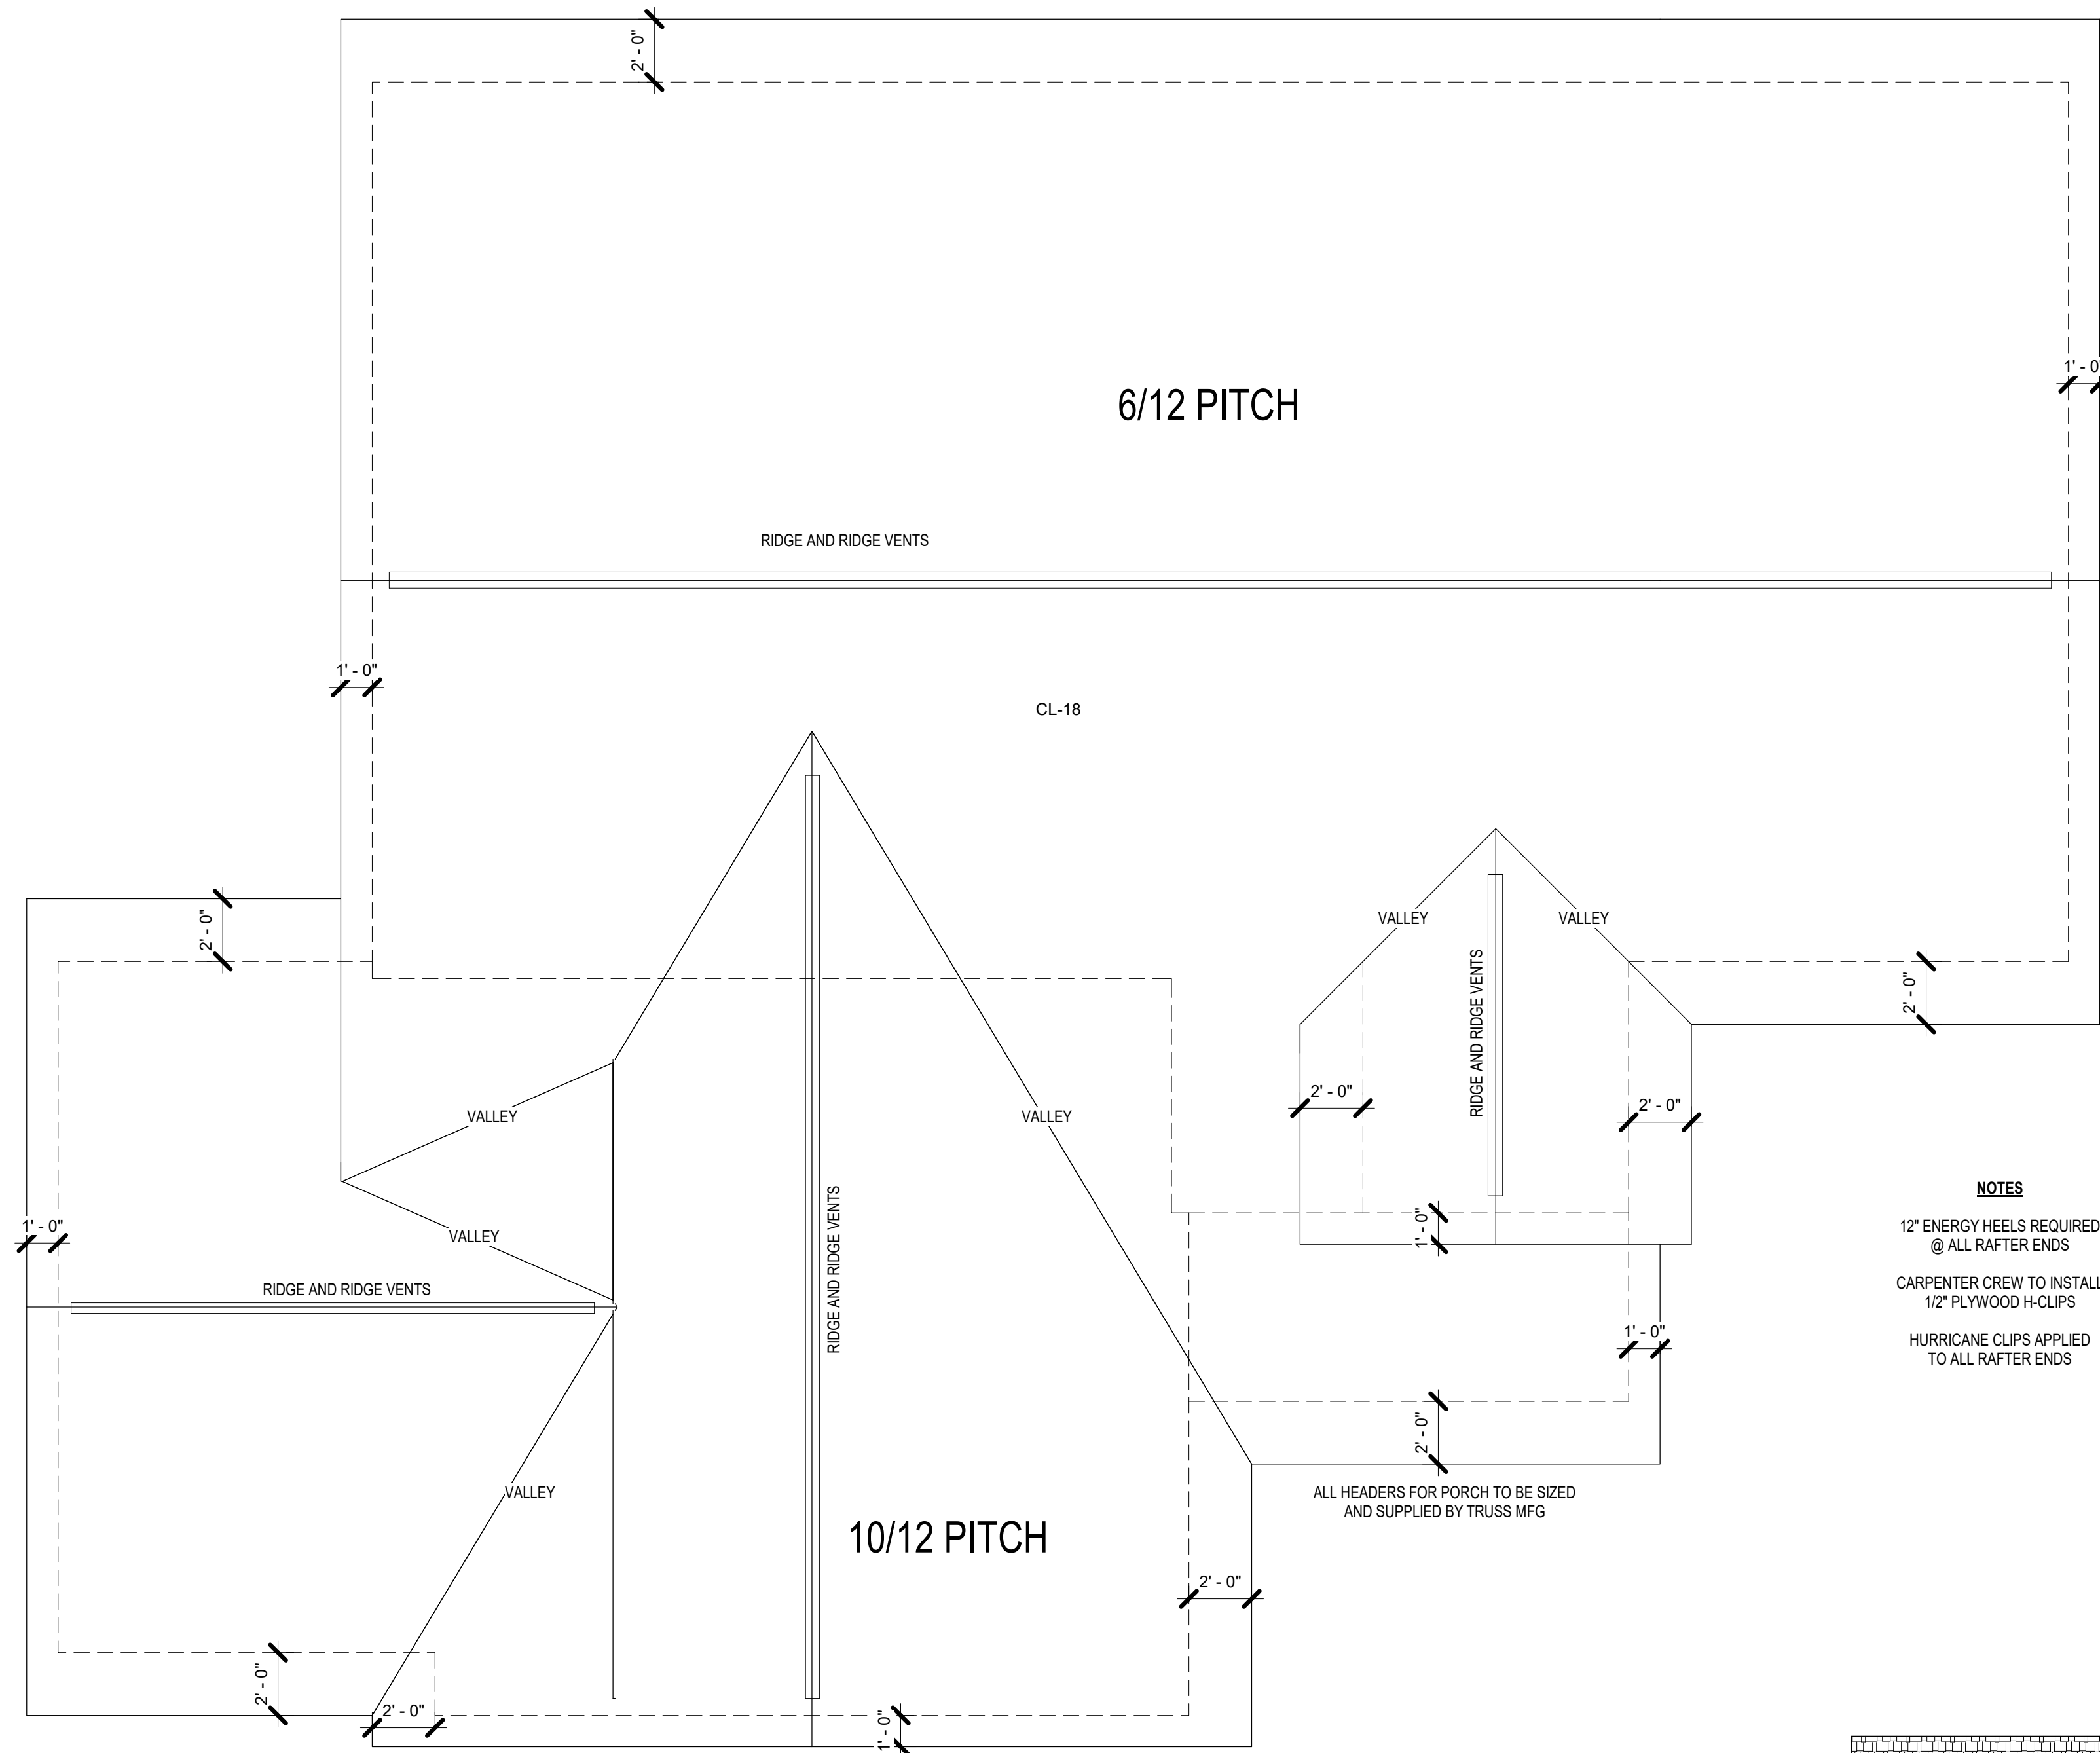 2' - 0"
1' - 0
6/12 PITCH
RIDGE AND RIDGE VENTS
1' - 0"
CL-18
VALLEY
VALLEY
2' - 0"
2' - 0"
RIDGE AND RIDGE VENTS
2' - 0"
2' - 0"
VALLEY
VALLEY
VALLEY
RIDGE AND RIDGE VENTS
1' - 0"
1' - 0"
RIDGE AND RIDGE VENTS
1' - 0"
2' - 0"
NOTES
12" ENERGY HEELS REQUIRED
@ ALL RAFTER ENDS
CARPENTER CREW TO INSTALL
1/2" PLYWOOD H-CLIPS
HURRICANE CLIPS APPLIED
TO ALL RAFTER ENDS
VALLEY
ALL HEADERS FOR PORCH TO BE SIZED
AND SUPPLIED BY TRUSS MFG
10/12 PITCH
2' - 0"
2' - 0"
2' - 0"
1' - 0"